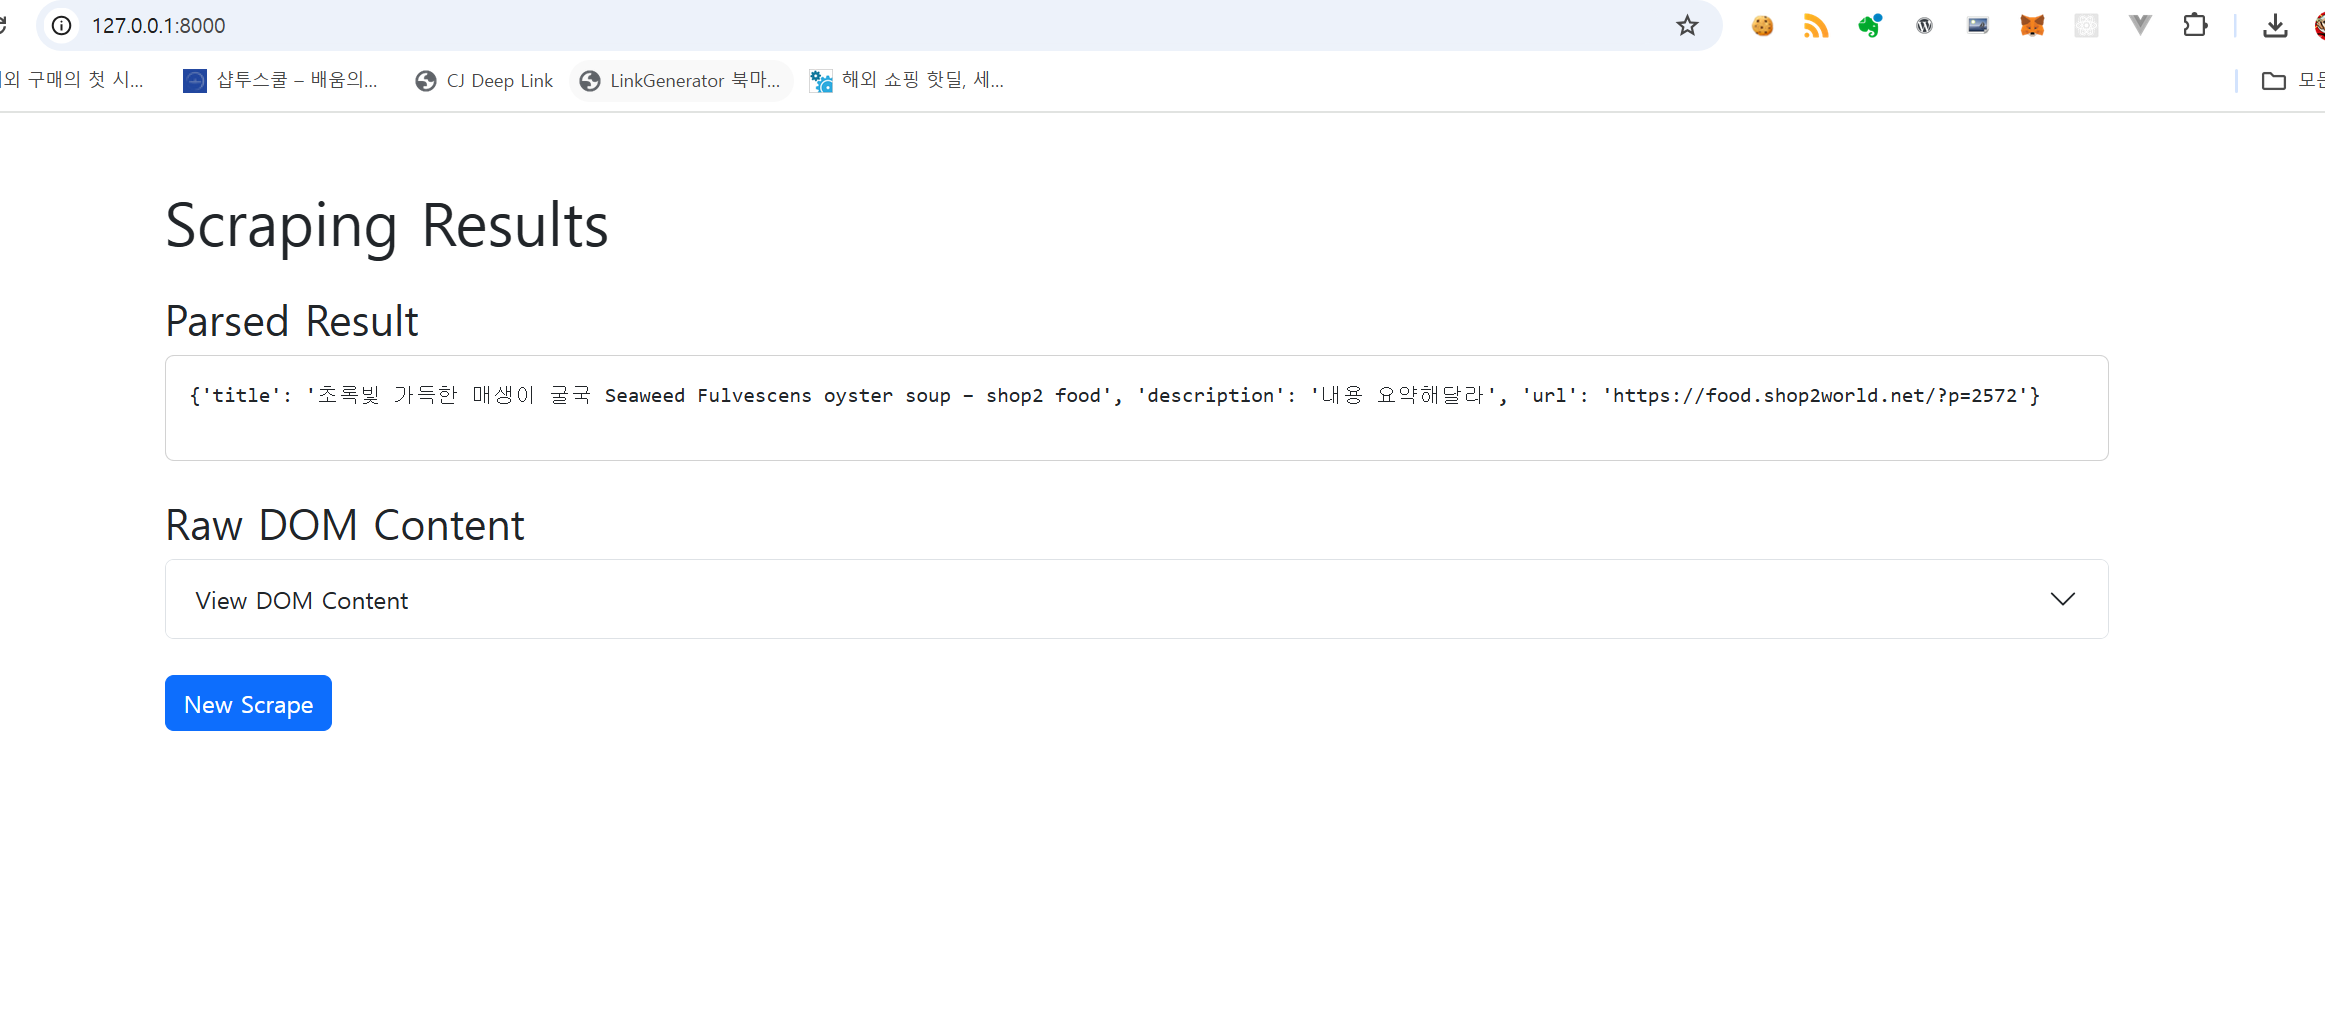 127.0.0.1:8000
외 구매의 첫 시... 샵투스쿨 – 배움의... CJ Deep Link LinkGenerator 북마... 해외 쇼핑 핫딜, 세... 모든
Scraping Results
Parsed Result
{'title': '초록빛 가득한 매생이 굴국 Seaweed Fulvescens oyster soup – shop2 food', 'description': '내용 요약해달라', 'url': 'https://food.shop2world.net/?p=2572'}
Raw DOM Content
View DOM Content
New Scrape